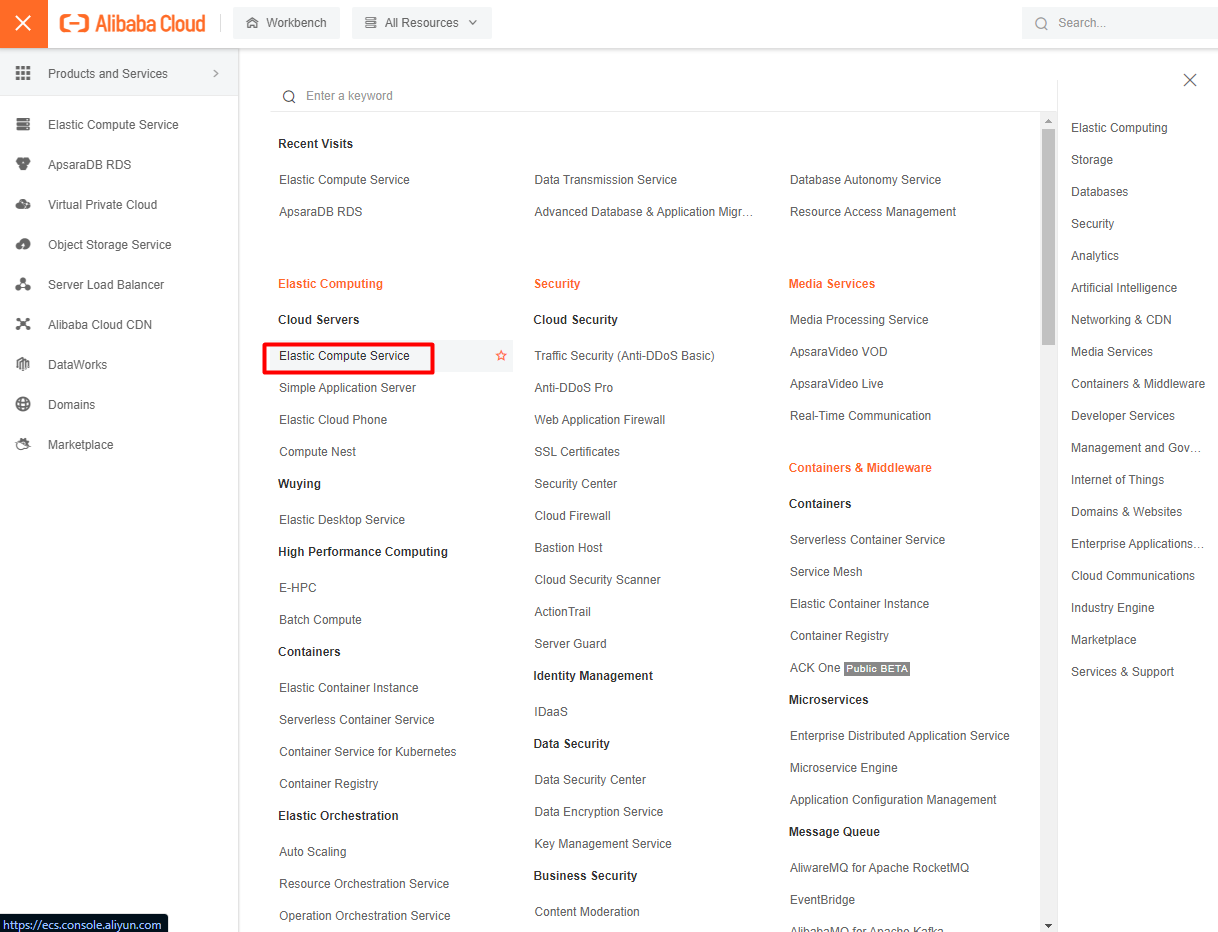 Alibaba Cloud
Workbench
All Resources
Search...
Products and Services
Elastic Compute Service
ApsaraDB RDS
Virtual Private Cloud
Object Storage Service
Server Load Balancer
Alibaba Cloud CDN
DataWorks
Domains
Marketplace
Enter a keyword
Recent Visits
Elastic Compute Service
Data Transmission Service
Database Autonomy Service
ApsaraDB RDS
Advanced Database & Application Migr...
Resource Access Management
Elastic Computing
Cloud Servers
Elastic Compute Service
Simple Application Server
Elastic Cloud Phone
Compute Nest
Wuying
Elastic Desktop Service
High Performance Computing
E-HPC
Batch Compute
Containers
Elastic Container Instance
Serverless Container Service
Container Service for Kubernetes
Container Registry
Elastic Orchestration
Auto Scaling
Resource Orchestration Service
Operation Orchestration Service
Security
Cloud Security
Traffic Security (Anti-DDoS Basic)
Anti-DDoS Pro
Web Application Firewall
SSL Certificates
Security Center
Cloud Firewall
Bastion Host
Cloud Security Scanner
ActionTrail
Server Guard
Identity Management
IDaaS
Data Security
Data Security Center
Data Encryption Service
Key Management Service
Business Security
Content Moderation
Media Services
Media Processing Service
ApsaraVideo VOD
ApsaraVideo Live
Real-Time Communication
Containers & Middleware
Containers
Serverless Container Service
Service Mesh
Elastic Container Instance
Container Registry
ACK One Public BETA
Microservices
Enterprise Distributed Application Service
Microservice Engine
Application Configuration Management
Message Queue
AliwareMQ for Apache RocketMQ
EventBridge
AlibabaMQ for Apache Kafka
Elastic Computing
Storage
Databases
Security
Analytics
Artificial Intelligence
Networking & CDN
Media Services
Containers & Middleware
Developer Services
Management and Gov...
Internet of Things
Domains & Websites
Enterprise Applications...
Cloud Communications
Industry Engine
Marketplace
Services & Support
https://ecs.console.aliyun.com